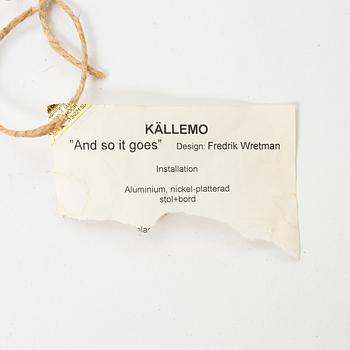 KÄLLEMO
"And so it goes" Design: Fredrik Wretman
Installation
Aluminium, nickel-platterad
stol+bord